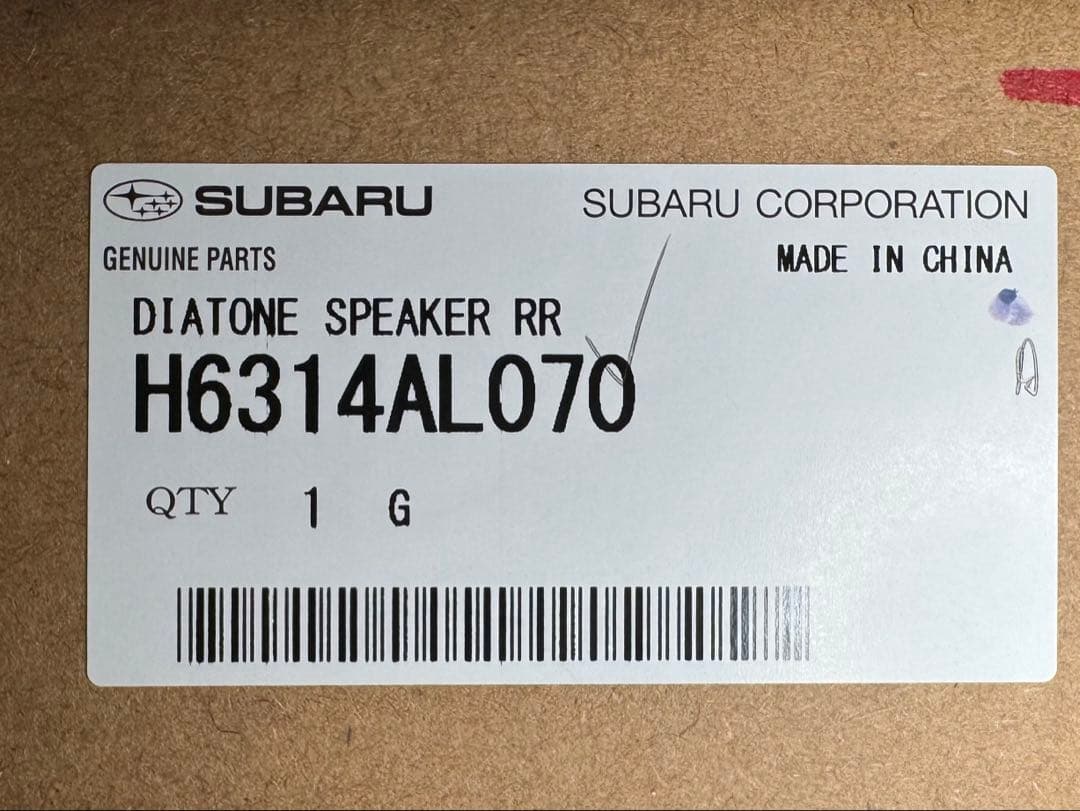 SUBARU
SUBARU CORPORATION
GENUINE PARTS
MADE IN CHINA
DIATONE SPEAKER RR
H6314AL070
QTY 1 G